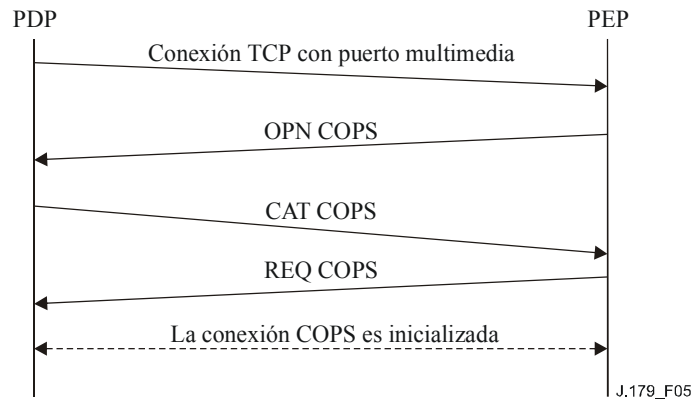 PDP
PEP
Conexión TCP con puerto multimedia
OPN COPS
CAT COPS
REQ COPS
La conexión COPS es inicializada
J.179_F05